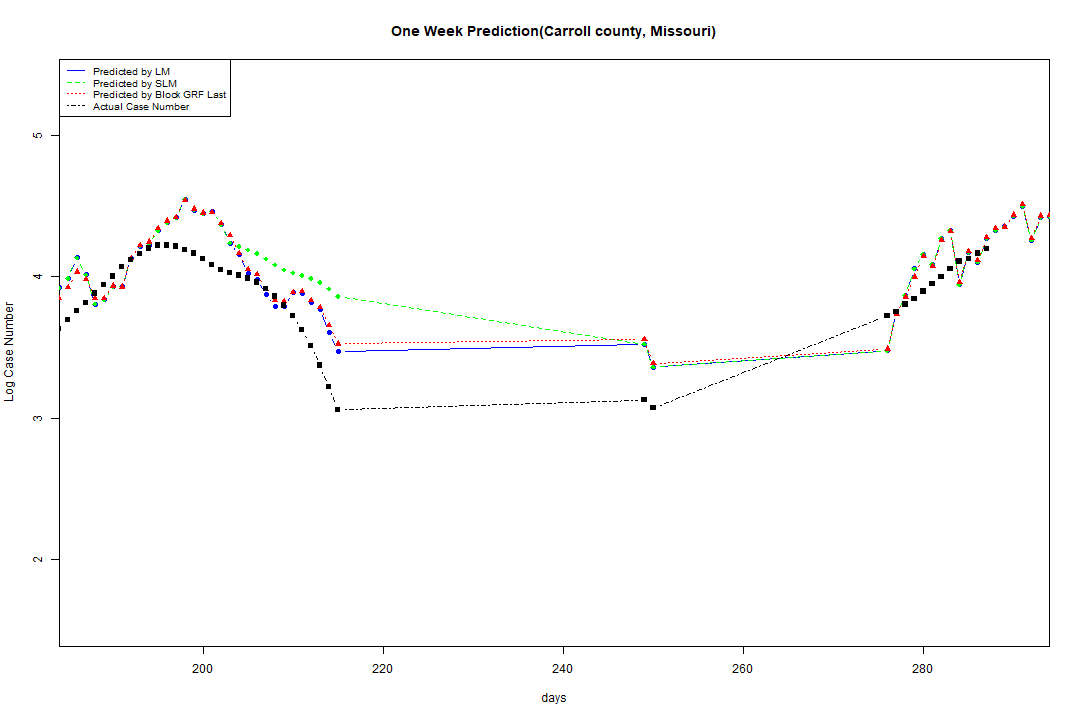 One Week Prediction(Carroll county, Missouri)
Predicted by LM
Predicted by SLM
Predicted by Block GRF Last
Actual Case Number
5
4
3
2
Log Case Number
200 220 240 260 280
days